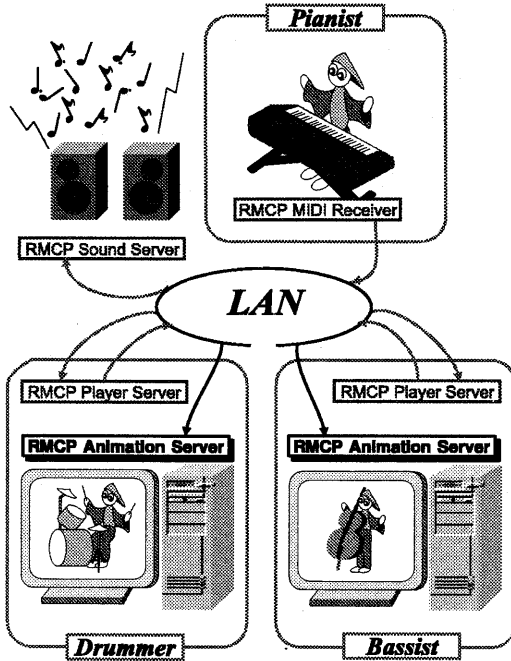 Pianist
RMCP MIDI Receiver
RMCP Sound Server
LAN
RMCP Player Server
RMCP Player Server
RMCP Animation Server
RMCP Animation Server
Drummer
Bassist